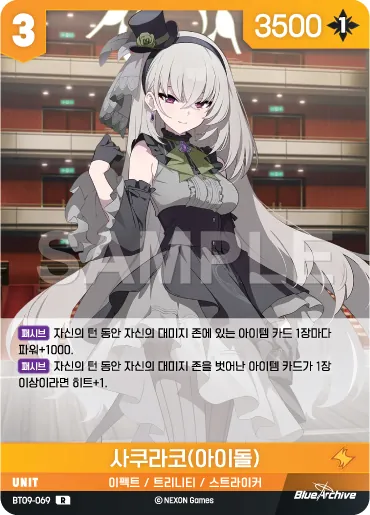 3
3500
1
SAMPLE
패시브 자신의 턴 동안 자신의 대미지 존에 있는 아이템 카드 1장마다
파워+1000.
패시브 자신의 턴 동안 자신의 대미지 존을 벗어난 아이템 카드가 1장
이상이라면 히트+1.
사쿠라코(아이돌)
UNIT
이팩트 / 트리니티 / 스트라이커
BT09-069 R
© NEXON Games
BlueArchive